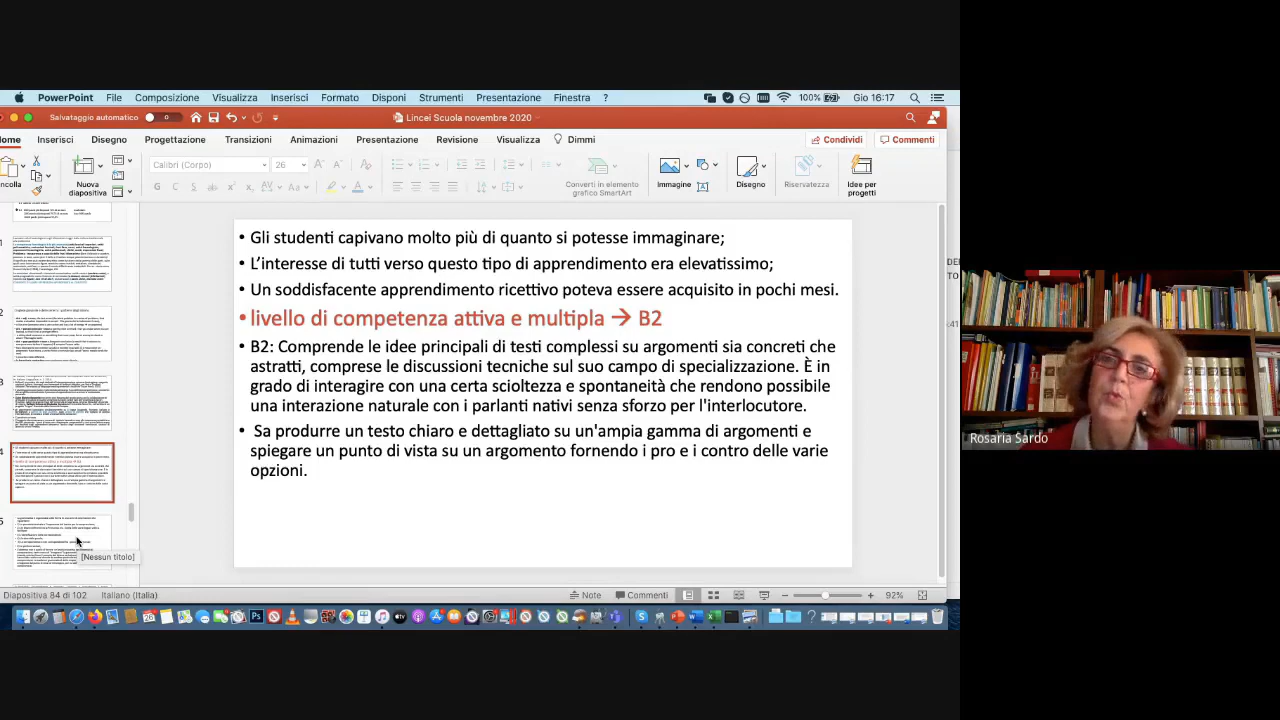 PowerPoint File Composizione Visualizza Inserisci Formato Disponi Strumenti Presentazione Finestra ? 100% Gio 16:17
Salvataggio automatico Lincei Scuola novembre 2020
Inserisci Disegno Progettazione Transizioni Animazioni Presentazione Revisione Visualizza Dimmi Condividi Commenti
Calibri (Corpo) 26
Nuova diapositiva
Converti in elemento grafico SmartArt
Immagine
Disegno
Riservatezza
Idee per progetti
• Gli studenti capivano molto più di quanto si potesse immaginare;
• L'interesse di tutti verso questo tipo di apprendimento era elevatissimo;
• Un soddisfacente apprendimento ricettivo poteva essere acquisito in pochi mesi.
• livello di competenza attiva e multipla → B2
• B2: Comprende le idee principali di testi complessi su argomenti sia concreti che
astratti, comprese le discussioni tecniche sul suo campo di specializzazione. È in
grado di interagire con una certa scioltezza e spontaneità che rendono possibile
una interazione naturale con i parlanti nativi senza sforzo per l'interlocutore.
• Sa produrre un testo chiaro e dettagliato su un'ampia gamma di argomenti e
spiegare un punto di vista su un argomento fornendo i pro e i contro delle varie
opzioni.
Rosaria Sardo
[Nessun titolo]
Diapositiva 84 di 102 Italiano (Italia) Note Commenti 92%